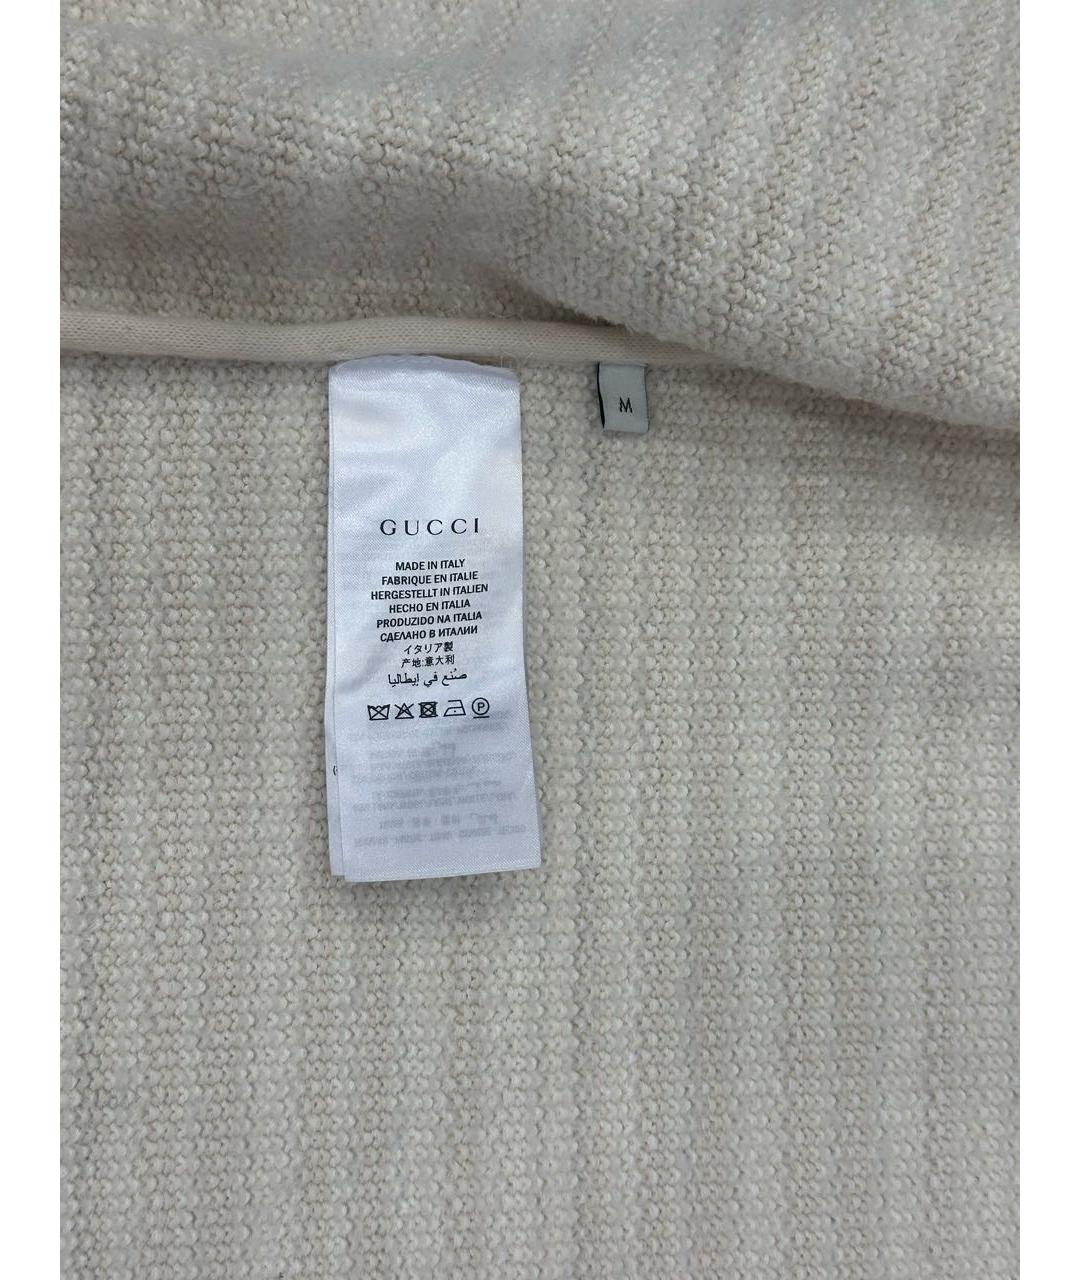 M
GUCCI
MADE IN ITALY
FABRIQUE EN ITALIE
HERGESTELLT IN ITALIEN
HECHO EN ITALIA
PRODUZIDO NA ITALIA
СДЕЛАНО В ИТАЛИИ
イタリア製
产地:意大利
صُنع في إيطاليا
P